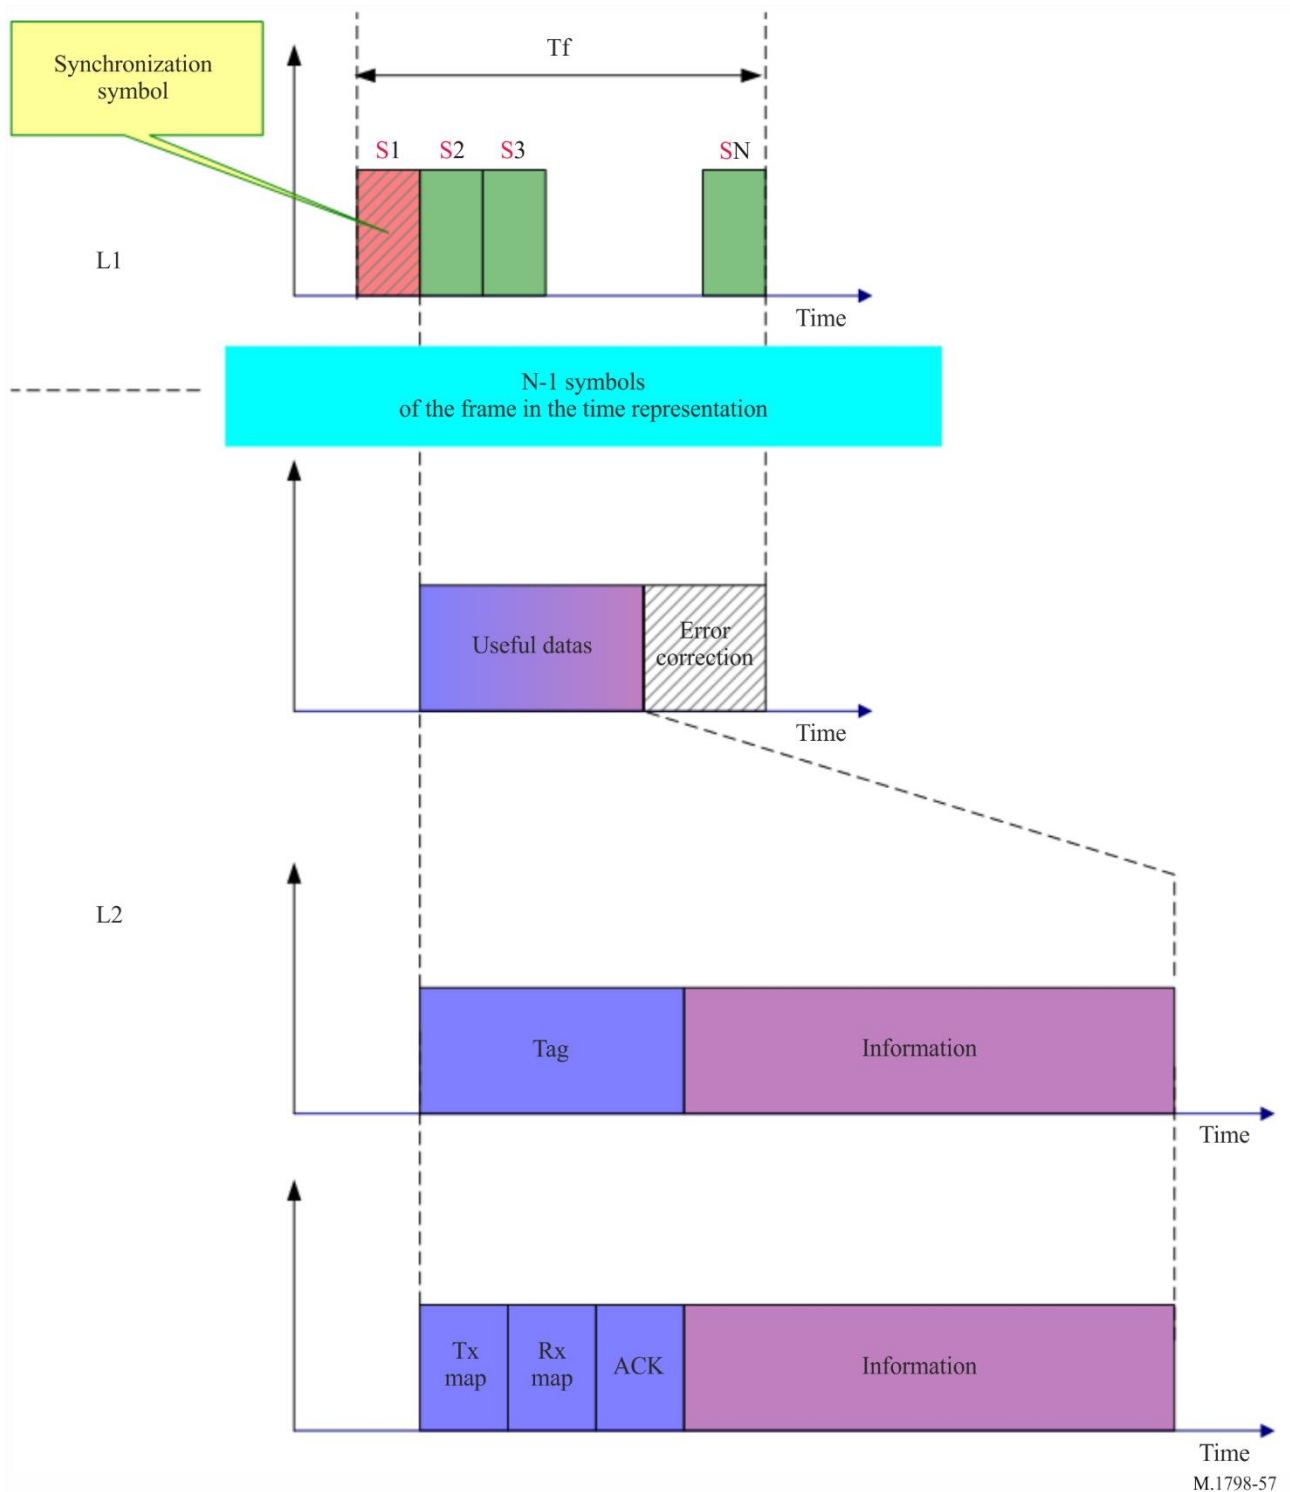 Tf
Synchronization
symbol
S1
S2
S3
SN
L1
Time
N-1 symbols
of the frame in the time representation
Useful datas
Error
correction
Time
L2
Tag
Information
Time
Tx
map
Rx
map
ACK
Information
Time
M.1798-57